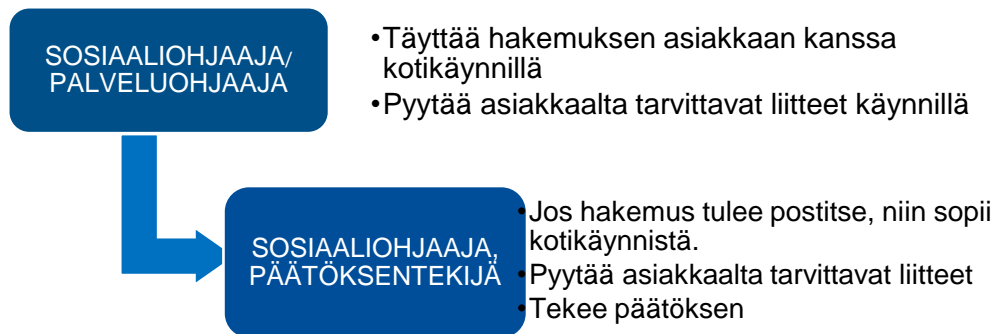 SOSIAALIOHJAAJA/
PALVELUOHJAAJA
•Täyttää hakemuksen asiakkaan kanssa
kotikäynnillä
•Pyytää asiakkaalta tarvittavat liitteet käynnillä
SOSIAALIOHJAAJA,
PÄÄTÖKSENTEKIJÄ
•Jos hakemus tulee postitse, niin sopii
kotikäynnistä.
•Pyytää asiakkaalta tarvittavat liitteet
•Tekee päätöksen